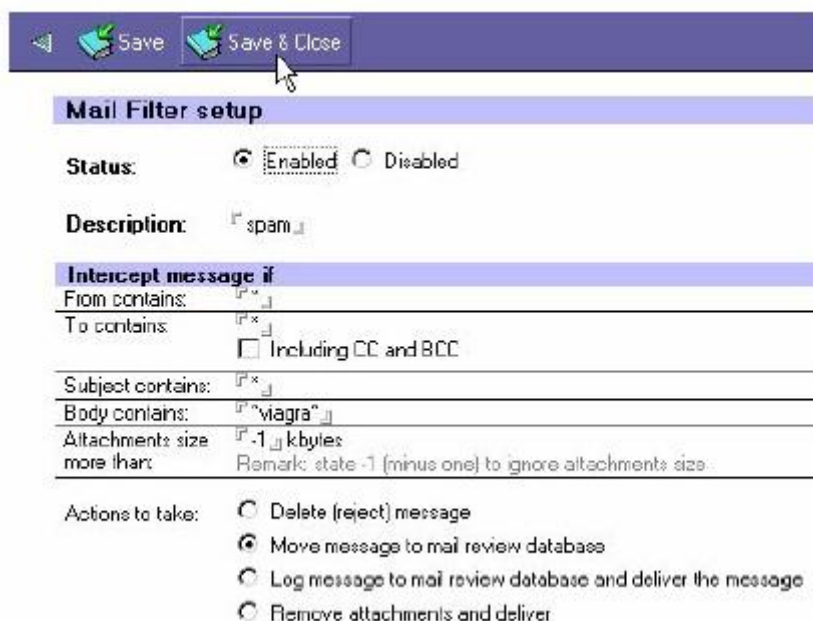 Save Save & Close
Mail Filter setup
Status: Enabled Disabled
Description: spam
Intercept message if
From contains: *
To contains: *
Including CC and BCC
Subject contains: *
Body contains: *viagra*
Attachments size -1 kbytes
more than: Remark: state -1 (minus one) to ignore attachments size
Actions to take: Delete (reject) message
Move message to mail review database
Log message to mail review database and deliver the message
Remove attachments and deliver